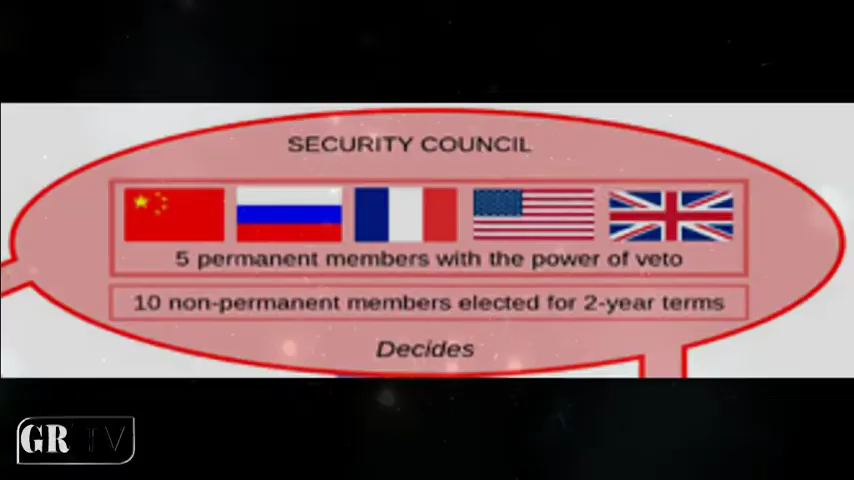 SECURITY COUNCIL
5 permanent members with the power of veto
10 non-permanent members elected for 2-year terms
Decides
GR TV